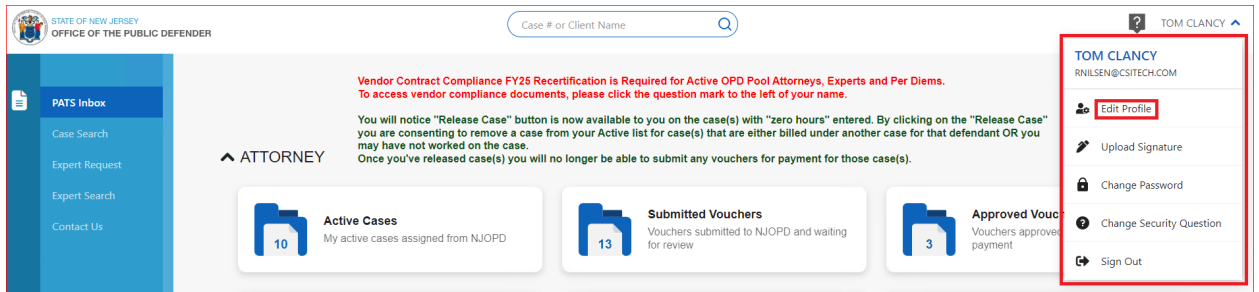 STATE OF NEW JERSEY
OFFICE OF THE PUBLIC DEFENDER
Case # or Client Name
?
TOM CLANCY
PATS Inbox
Case Search
Expert Request
Expert Search
Contact Us
Vendor Contract Compliance FY25 Recertification is Required for Active OPD Pool Attorneys, Experts and Per Diems.
To access vendor compliance documents, please click the question mark to the left of your name.
You will notice "Release Case" button is now available to you on the case(s) with "zero hours" entered. By clicking on the "Release Case"
you are consenting to remove a case from your Active list for case(s) that are either billed under another case for that defendant OR you
may have not worked on the case.
Once you've released case(s) you will no longer be able to submit any vouchers for payment for those case(s).
ATTORNEY
10
Active Cases
My active cases assigned from NJOPD
13
Submitted Vouchers
Vouchers submitted to NJOPD and waiting
for review
3
Approved Vouc
Vouchers approved
payment
TOM CLANCY
RNILSEN@CSITECH.COM
Edit Profile
Upload Signature
Change Password
Change Security Question
Sign Out